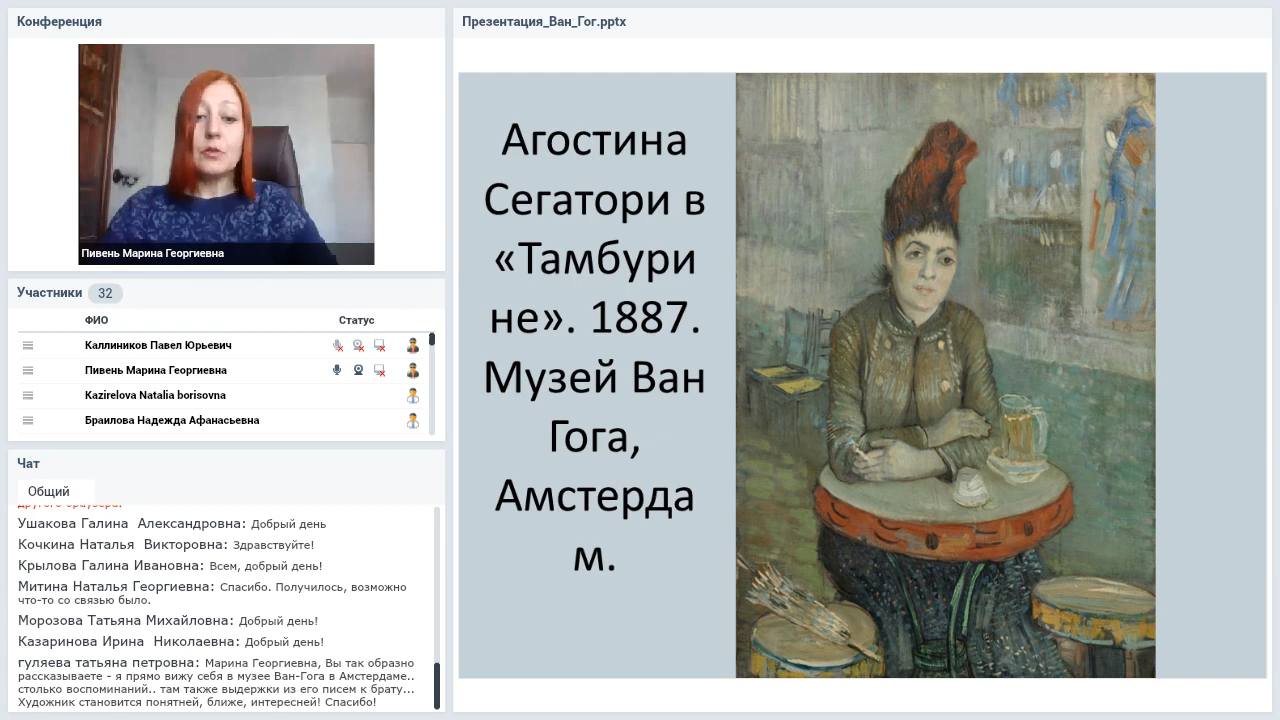 Конференция
Пивень Марина Георгиевна
Участники 32
ФИО Статус
Каллиников Павел Юрьевич
Пивень Марина Георгиевна
Kazirelova Natalia borisovna
Браилова Надежда Афанасьевна
Чат
Общий
другого браузера.
Ушакова Галина Александровна: Добрый день
Кочкина Наталья Викторовна: Здравствуйте!
Крылова Галина Ивановна: Всем, добрый день!
Митина Наталья Георгиевна: Спасибо. Получилось, возможно
что-то со связью было.
Морозова Татьяна Михайловна: Добрый день!
Казаринова Ирина Николаевна: Добрый день!
гуляева татьяна петровна: Марина Георгиевна, Вы так образно
рассказываете - я прямо вижу себя в музее Ван-Гога в Амстердаме..
столько воспоминаний.. там также выдержки из его писем к брату...
Художник становится понятней, ближе, интересней! Спасибо!
Презентация_Ван_Гог.pptx
Агостина
Сегатори в
«Тамбури
не». 1887.
Музей Ван
Гога,
Амстерда
м.